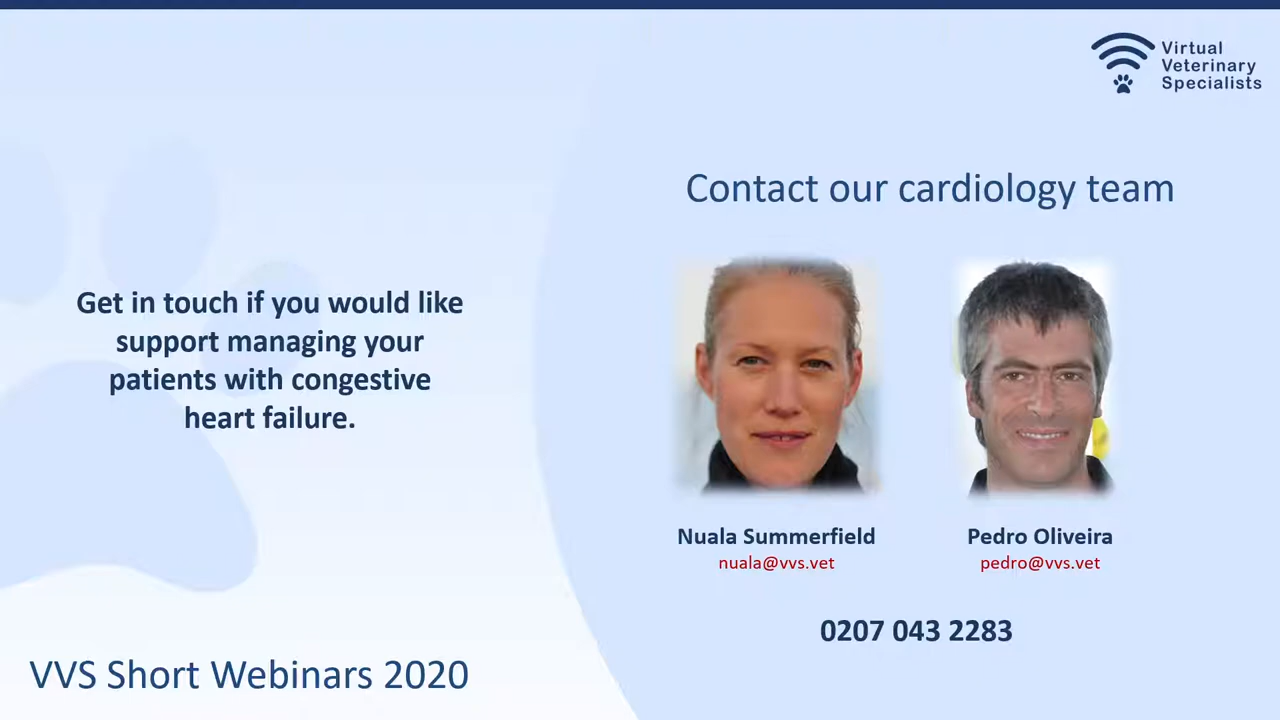 Virtual
Veterinary
Specialists
Contact our cardiology team
Get in touch if you would like
support managing your
patients with congestive
heart failure.
Nuala Summerfield
nuala@vvs.vet
Pedro Oliveira
pedro@vvs.vet
0207 043 2283
VVS Short Webinars 2020